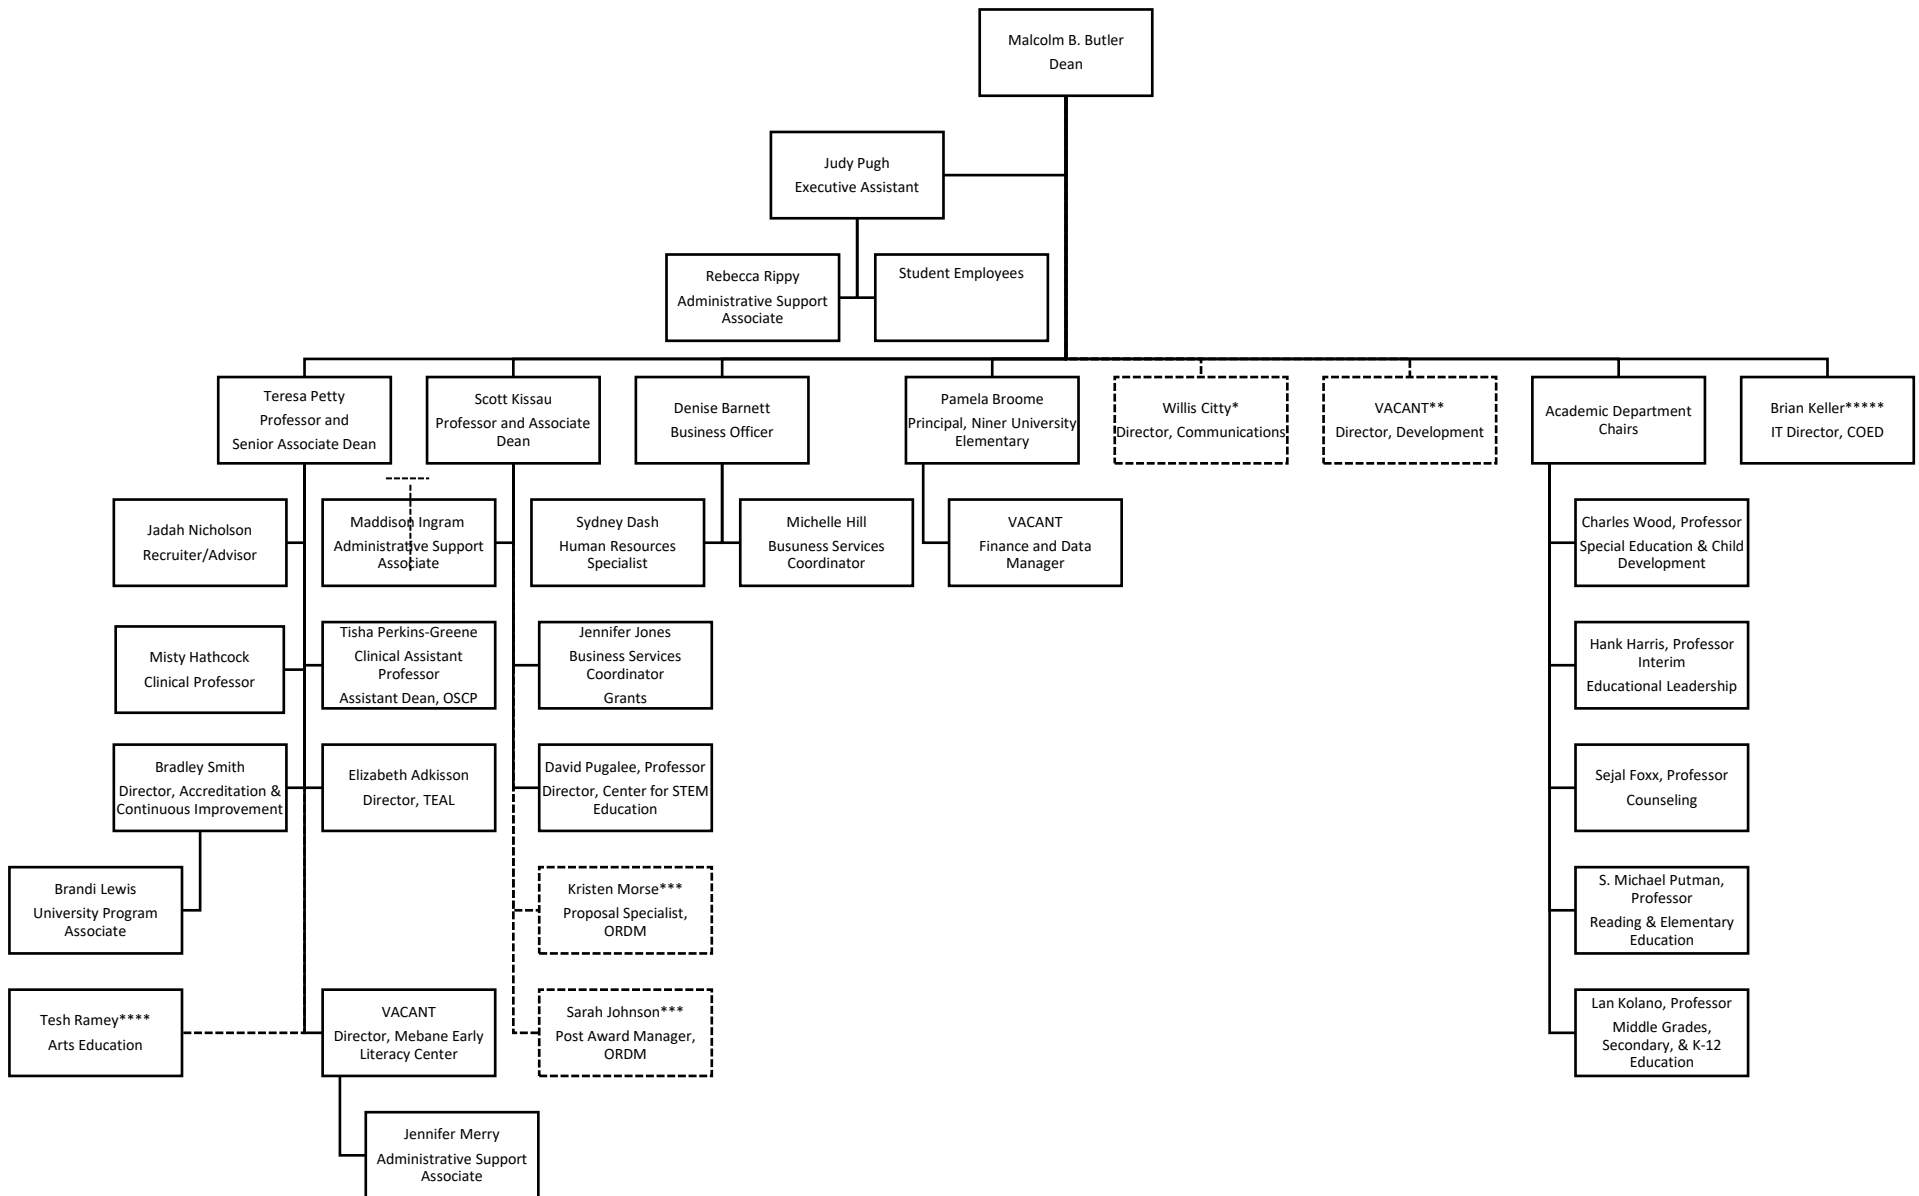 Malcolm B. Butler
Dean
Judy Pugh
Executive Assistant
Rebecca Rippy
Administrative Support
Associate
Student Employees
Teresa Petty
Professor and
Senior Associate Dean
Scott Kissau
Professor and Associate
Dean
Denise Barnett
Business Officer
Pamela Broome
Principal, Niner University
Elementary
Willis Citty*
Director, Communications
VACANT**
Director, Development
Academic Department
Chairs
Brian Keller*****
IT Director, COED
Jadah Nicholson
Recruiter/Advisor
Maddison Ingram
Administrative Support
Associate
Sydney Dash
Human Resources
Specialist
Michelle Hill
Busuness Services
Coordinator
VACANT
Finance and Data
Manager
Charles Wood, Professor
Special Education & Child
Development
Misty Hathcock
Clinical Professor
Tisha Perkins-Greene
Clinical Assistant
Professor
Assistant Dean, OSCP
Jennifer Jones
Business Services
Coordinator
Grants
Hank Harris, Professor
Interim
Educational Leadership
Bradley Smith
Director, Accreditation &
Continuous Improvement
Elizabeth Adkisson
Director, TEAL
David Pugalee, Professor
Director, Center for STEM
Education
Sejal Foxx, Professor
Counseling
Brandi Lewis
University Program
Associate
Kristen Morse***
Proposal Specialist,
ORDM
S. Michael Putman,
Professor
Reading & Elementary
Education
Tesh Ramey****
Arts Education
VACANT
Director, Mebane Early
Literacy Center
Sarah Johnson***
Post Award Manager,
ORDM
Lan Kolano, Professor
Middle Grades,
Secondary, & K-12
Education
Jennifer Merry
Administrative Support
Associate